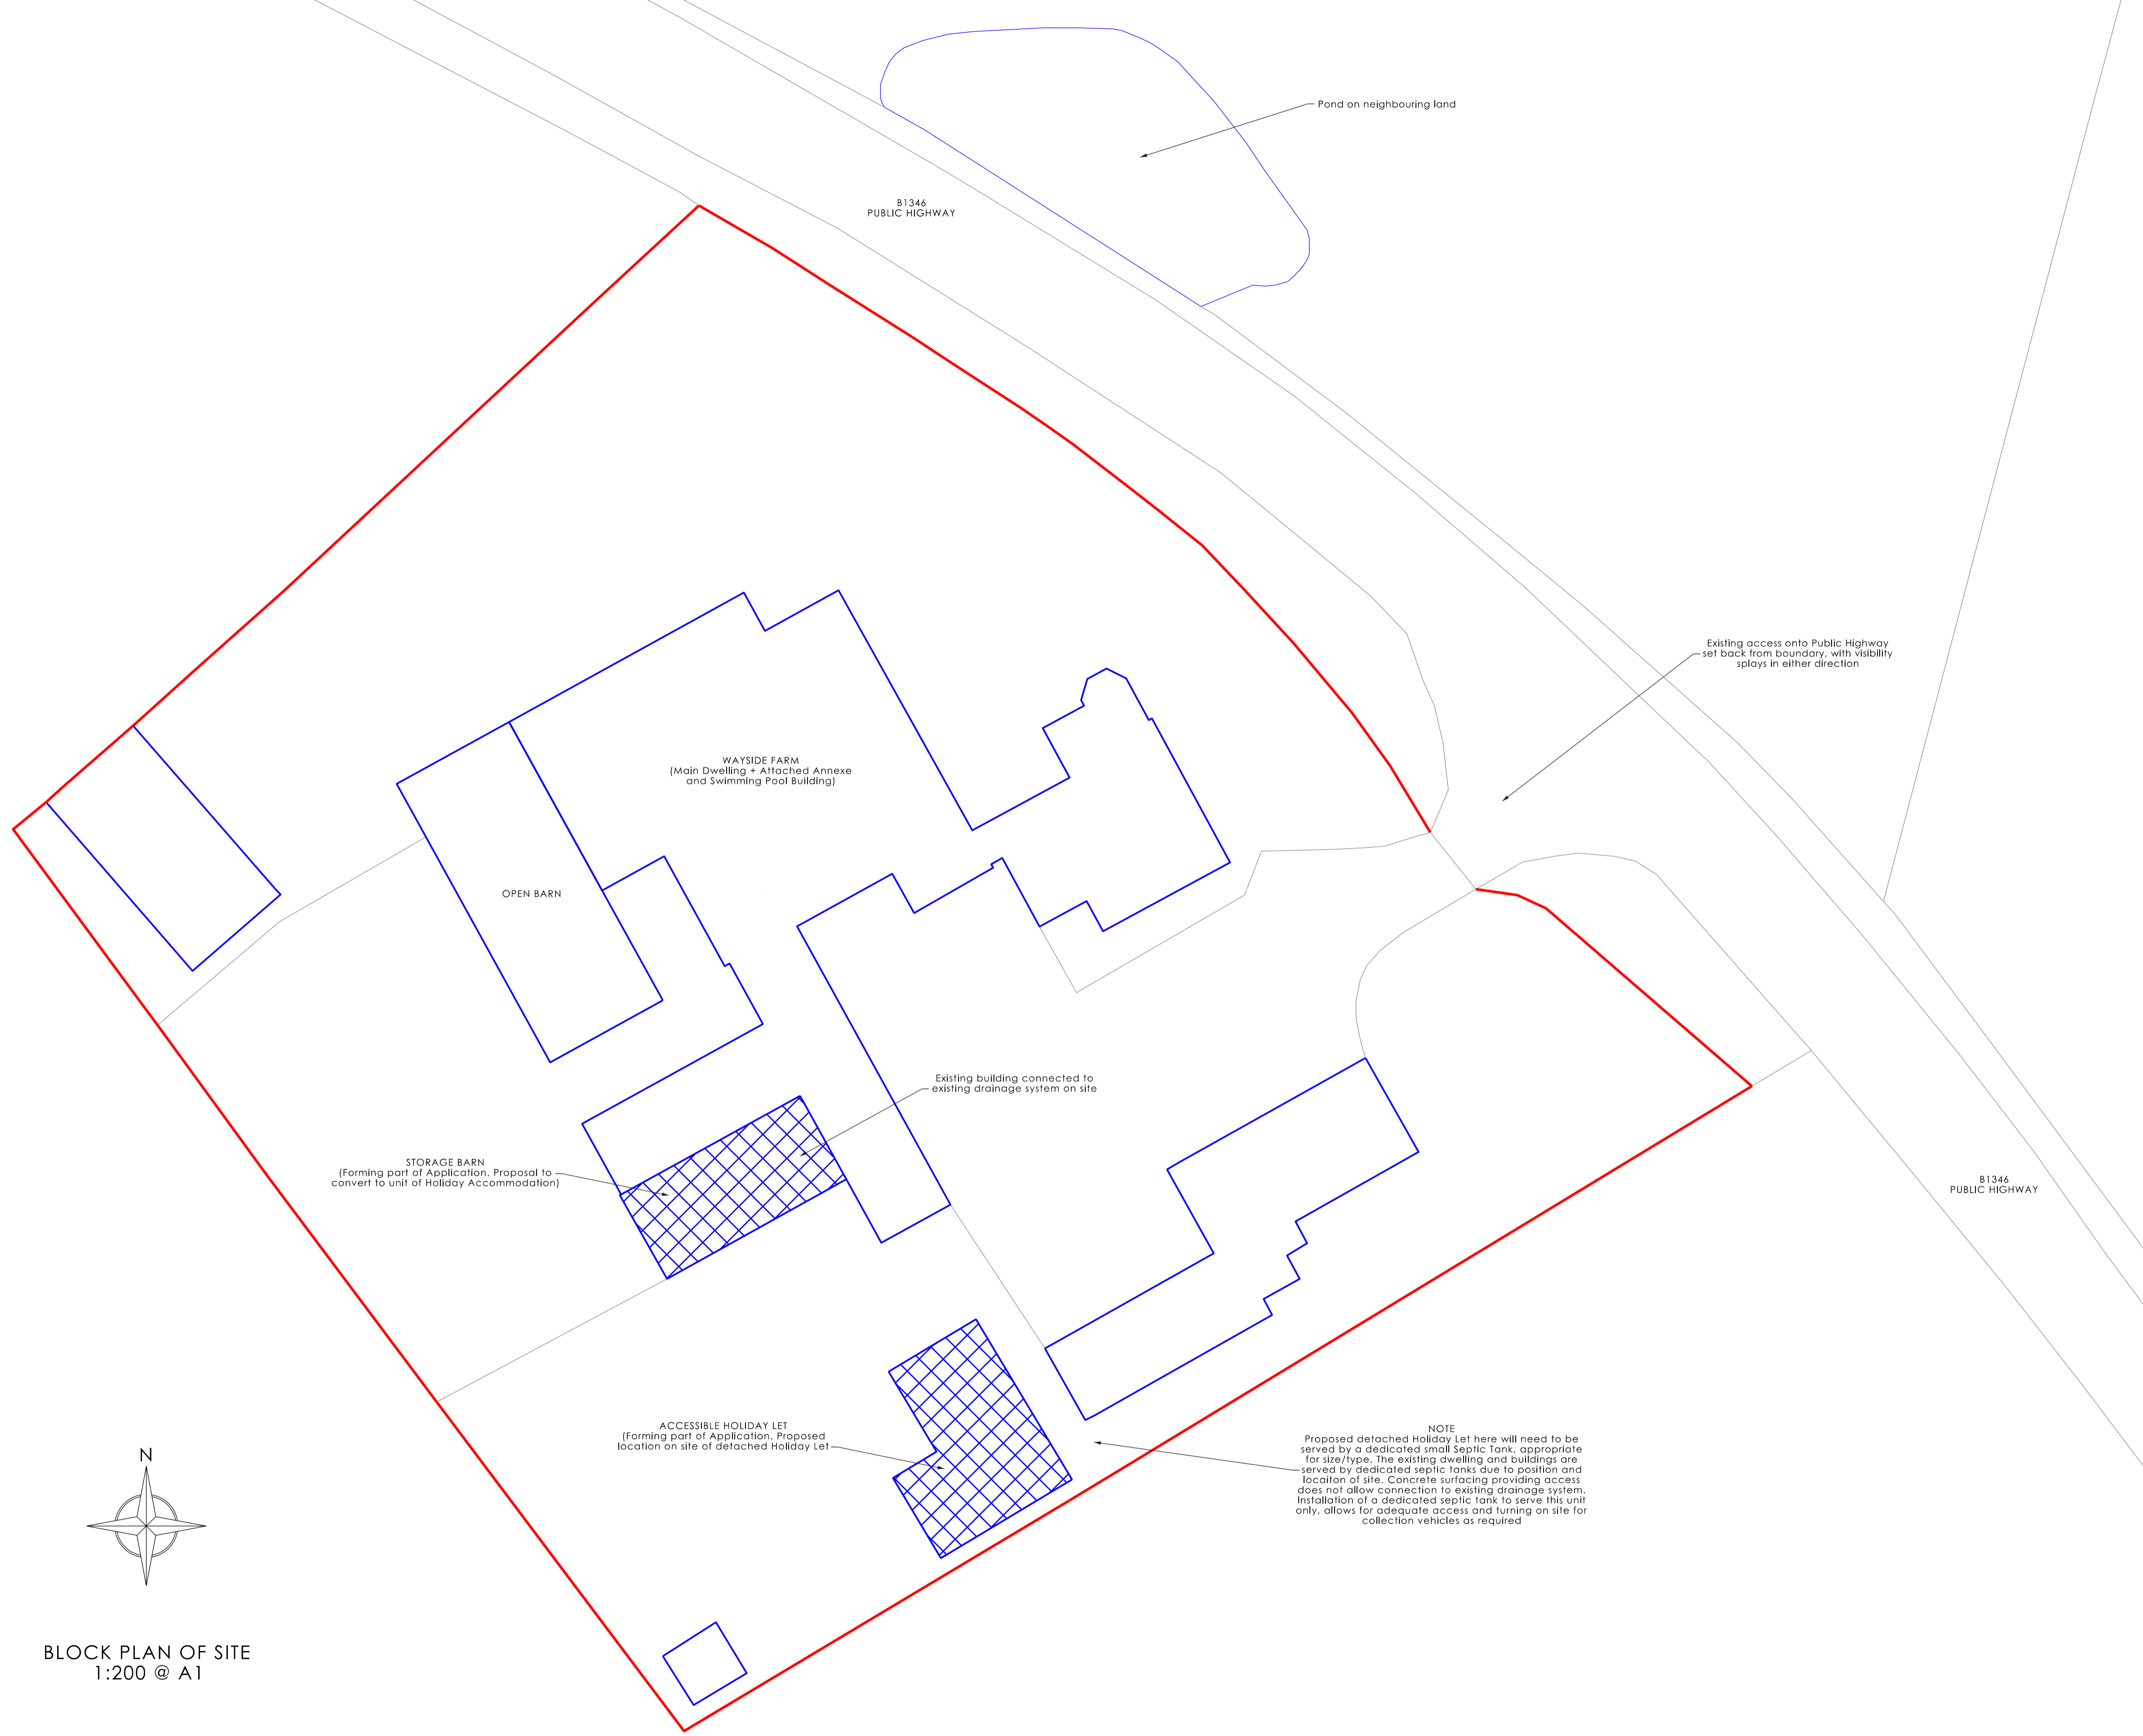 Pond on neighbouring land
B1346
PUBLIC HIGHWAY
Existing access onto Public Highway
set back from boundary, with visibility
splays in either direction
WAYSIDE FARM
(Main Dwelling + Attached Annexe
and Swimming Pool Building)
OPEN BARN
Existing building connected to
existing drainage system on site
STORAGE BARN
(Forming part of Application. Proposal to
convert to unit of Holiday Accommodation)
B1346
PUBLIC HIGHWAY
ACCESSIBLE HOLIDAY LET
(Forming part of Application. Proposed
location on site of detached Holiday Let
NOTE
Proposed detached Holiday Let here will need to be
served by a dedicated small Septic Tank, appropriate
for size/type. The existing dwelling and buildings are
served by dedicated septic tanks due to position and
locaiton of site. Concrete surfacing providing access
does not allow connection to existing drainage system.
Installation of a dedicated septic tank to serve this unit
only, allows for adequate access and turning on site for
collection vehicles as required
N
BLOCK PLAN OF SITE
1:200 @ A1